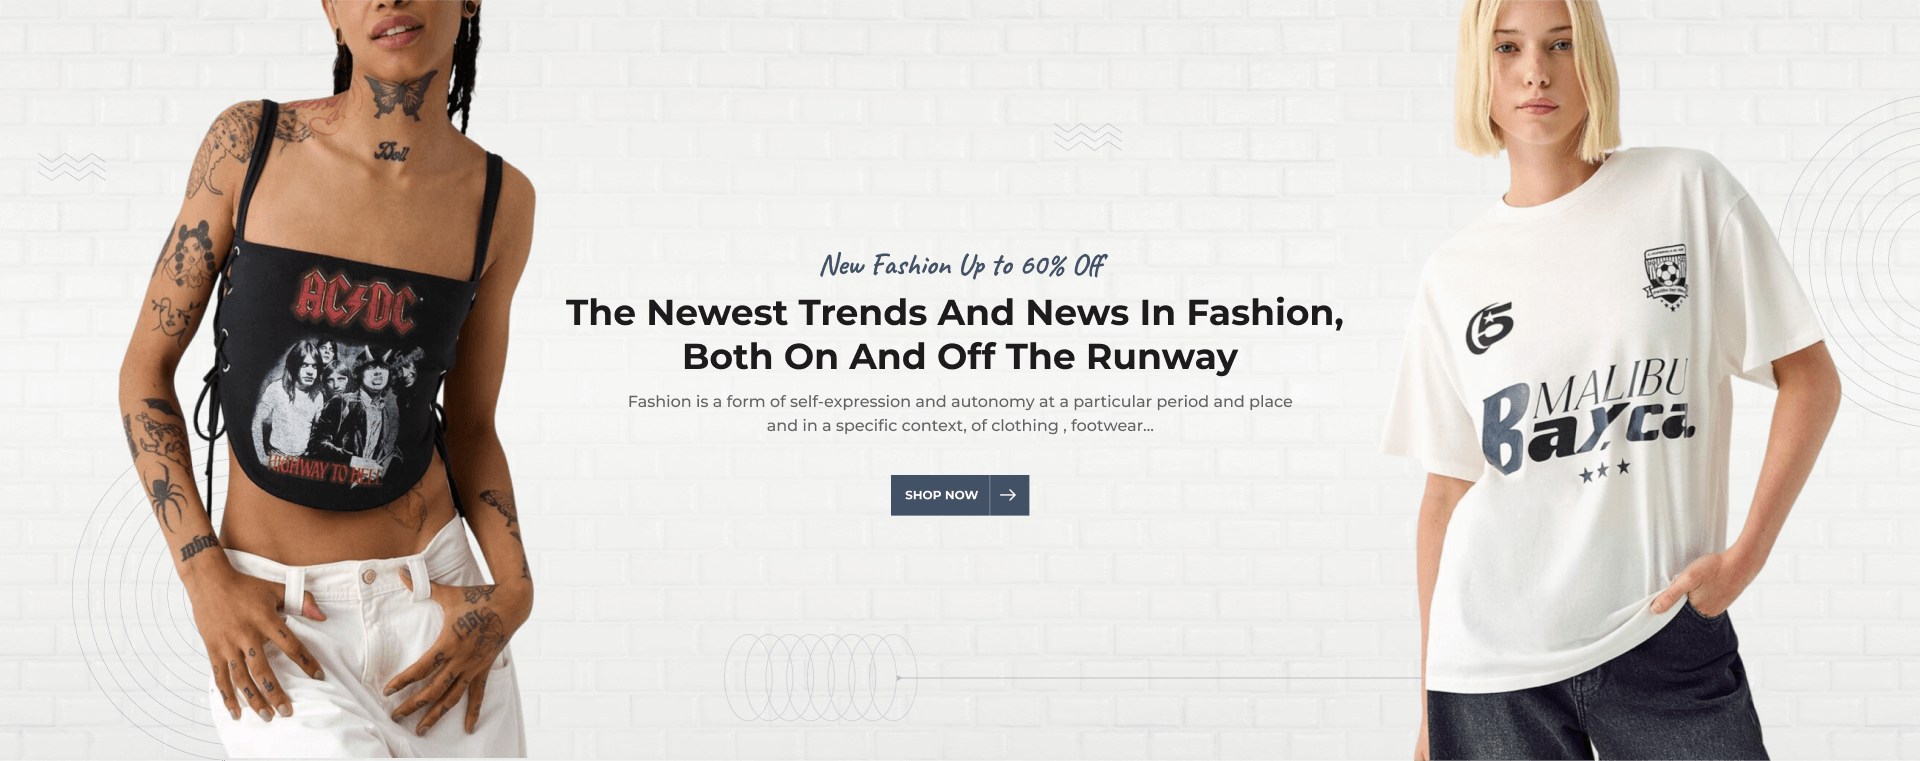 New Fashion Up to 60% Off
The Newest Trends And News In Fashion,
Both On And Off The Runway
Fashion is a form of self-expression and autonomy at a particular period and place
and in a specific context, of clothing , footwear...
SHOP NOW
Doll
AC DC
HIGHWAY TO HELL
1961
5
MALIBU
Bayca